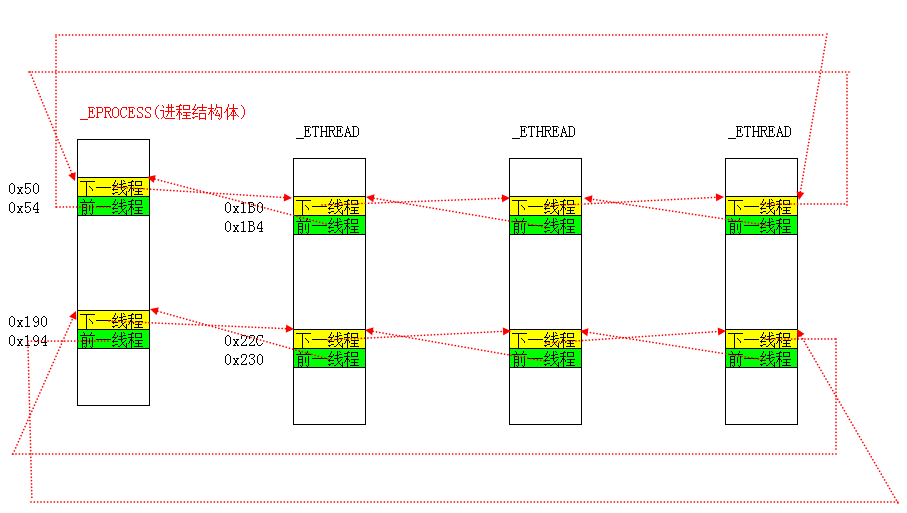 _EPROCESS(进程结构体)
_ETHREAD
_ETHREAD
_ETHREAD
0x50
下一线程
0x54
前一线程
0x1B0
下一线程
下一线程
下一线程
0x1B4
前一线程
前一线程
前一线程
0x190
下一线程
0x194
前一线程
0x22C
下一线程
下一线程
下一线程
0x230
前一线程
前一线程
前一线程